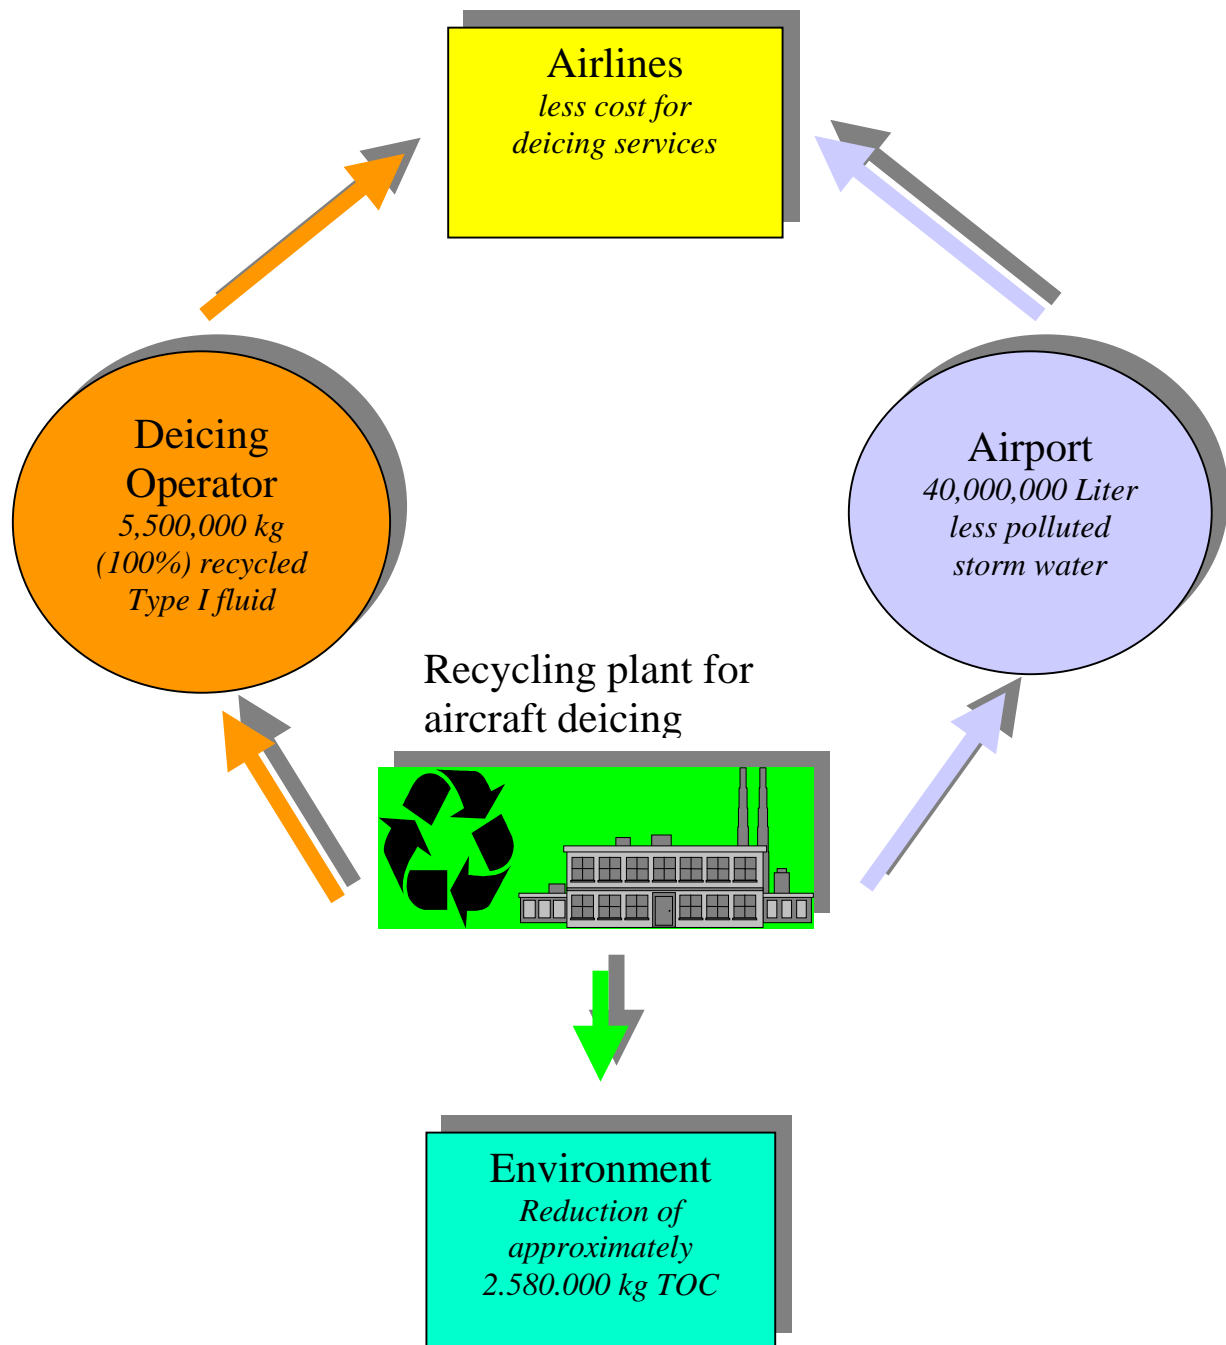 Airlines
less cost for
deicing services
Deicing
Operator
5,500,000 kg
(100%) recycled
Type I fluid
Airport
40,000,000 Liter
less polluted
storm water
Recycling plant for
aircraft deicing
Environment
Reduction of
approximately
2.580.000 kg TOC